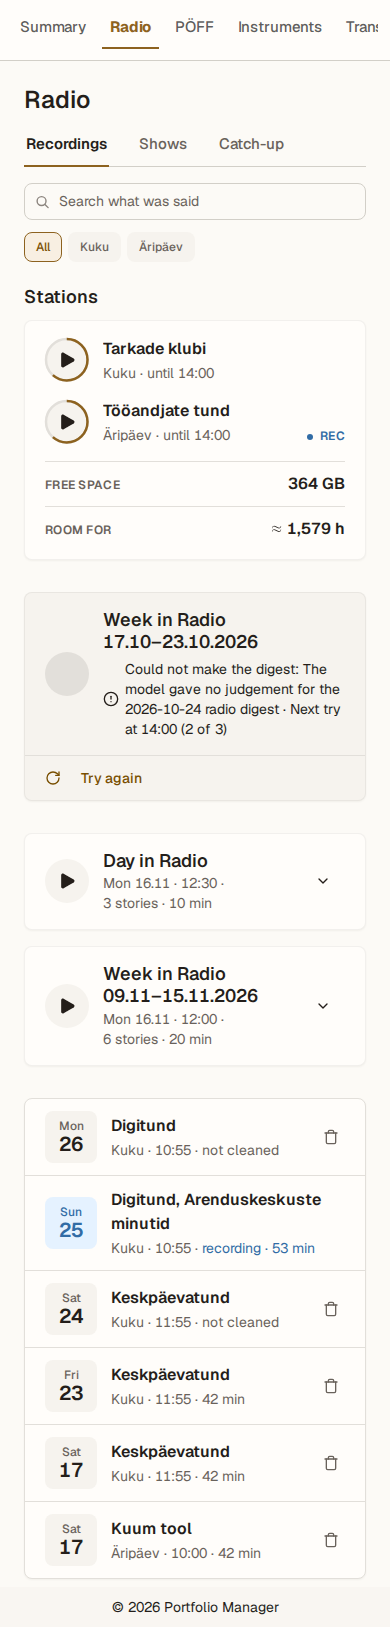 Summary Radio PÖFF Instruments Trans
Radio
Recordings Shows Catch-up
Search what was said
All Kuku Äripäev
Stations
Tarkade klubi
Kuku · until 14:00
Tööandjate tund
Äripäev · until 14:00 REC
FREE SPACE 364 GB
ROOM FOR ≈ 1,579 h
Week in Radio
17.10–23.10.2026
Could not make the digest: The
model gave no judgement for the
2026-10-24 radio digest · Next try
at 14:00 (2 of 3)
Try again
Day in Radio
Mon 16.11 · 12:30 ·
3 stories · 10 min
Week in Radio
09.11–15.11.2026
Mon 16.11 · 12:00 ·
6 stories · 20 min
Mon
26
Digitund
Kuku · 10:55 · not cleaned
Sun
25
Digitund, Arenduskeskuste
minutid
Kuku · 10:55 · recording · 53 min
Sat
24
Keskpäevatund
Kuku · 11:55 · not cleaned
Fri
23
Keskpäevatund
Kuku · 11:55 · 42 min
Sat
17
Keskpäevatund
Kuku · 11:55 · 42 min
Sat
17
Kuum tool
Äripäev · 10:00 · 42 min
© 2026 Portfolio Manager